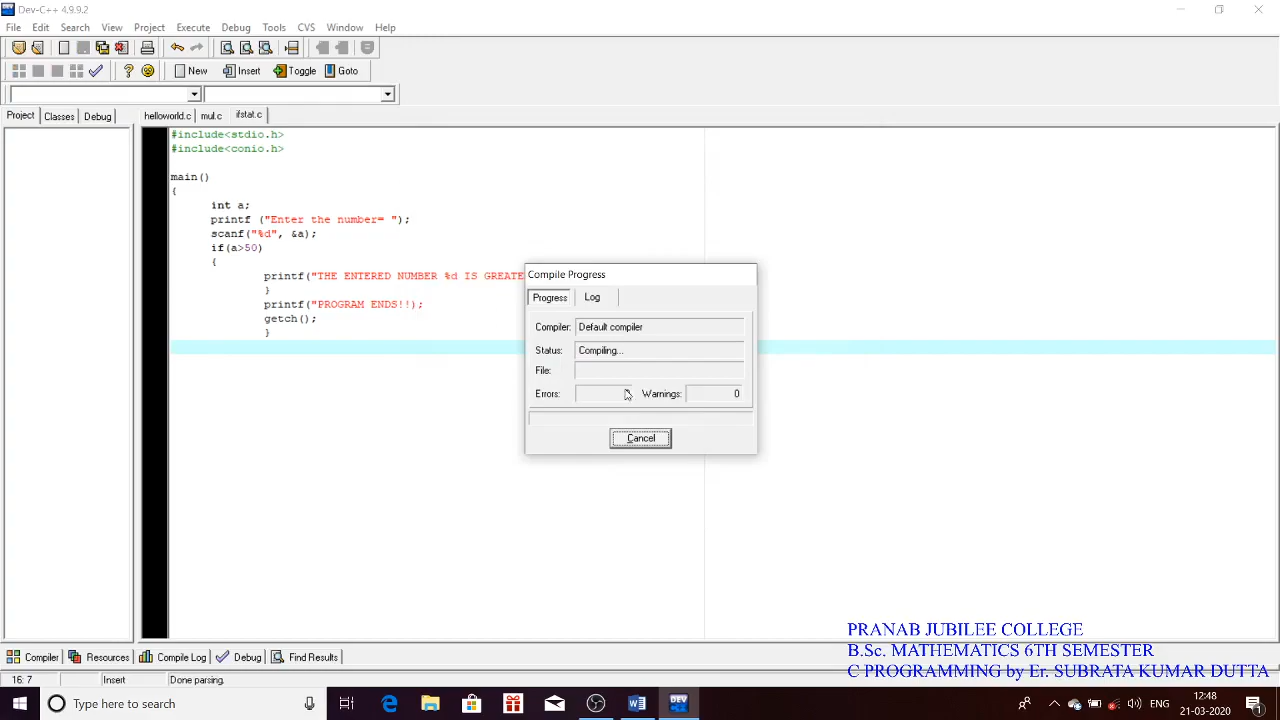 Dev-C++ 4.9.9.2
File Edit Search View Project Execute Debug Tools CVS Window Help
New Insert Toggle Goto
Project Classes Debug
helloworld.c mul.c ifstat.c
#include<stdio.h>
#include<conio.h>
main()
{
int a;
printf ("Enter the number= ");
scanf("%d", &a);
if(a>50)
{
printf("THE ENTERED NUMBER %d IS GREATE
}
printf("PROGRAM ENDS!!);
getch();
}
Compile Progress
Progress Log
Compiler: Default compiler
Status: Compiling...
File:
Errors: Warnings: 0
Cancel
PRANAB JUBILEE COLLEGE
B.Sc. MATHEMATICS 6TH SEMESTER
C PROGRAMMING by Er. SUBRATA KUMAR DUTTA
Compiler Resources Compile Log Debug Find Results
16: 7 Insert Done parsing.
Type here to search
ENG
12:48
21-03-2020